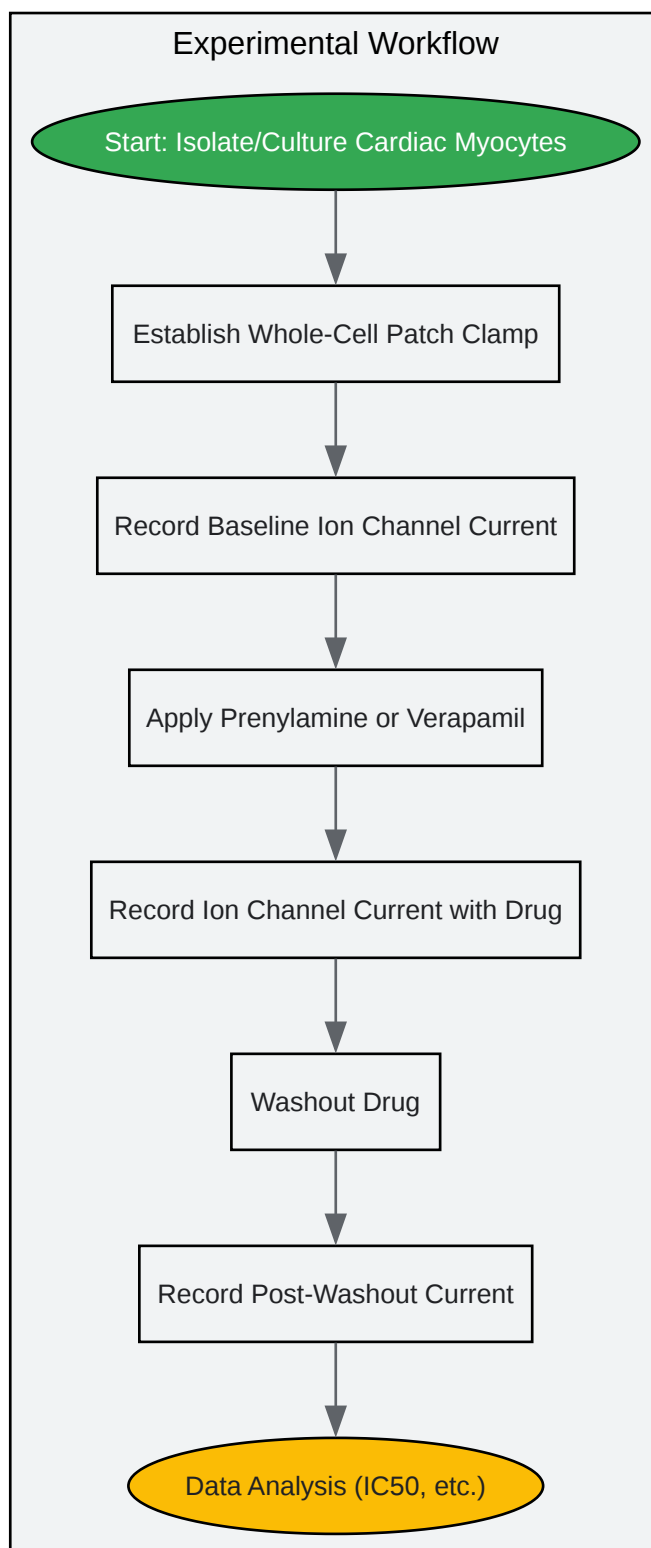 Experimental Workflow
Start: Isolate/Culture Cardiac Myocytes
Establish Whole-Cell Patch Clamp
Record Baseline Ion Channel Current
Apply Prenylamine or Verapamil
Record Ion Channel Current with Drug
Washout Drug
Record Post-Washout Current
Data Analysis (IC50, etc.)